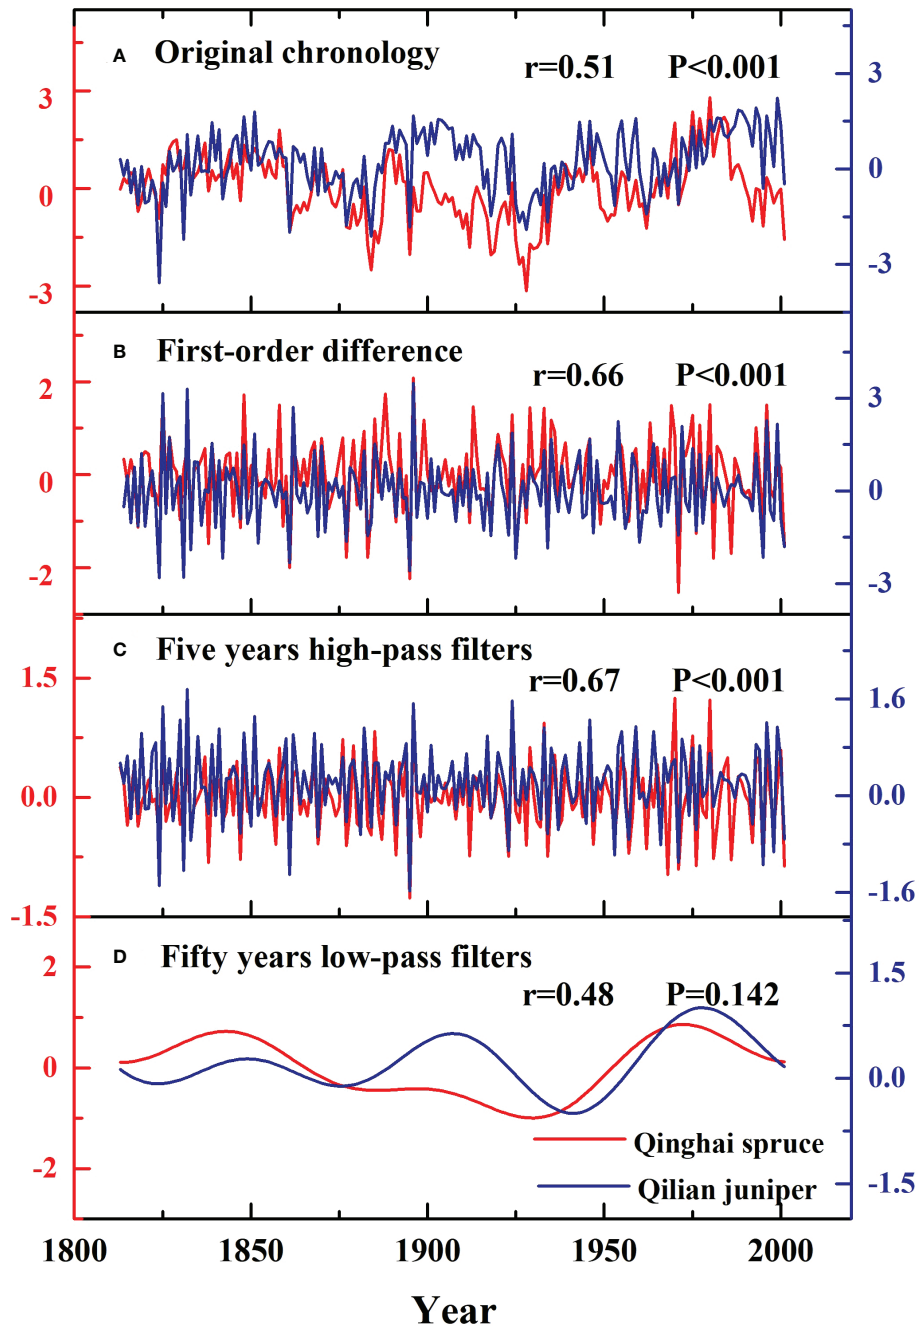 A Original chronology
r=0.51 P<0.001
3
0
-3
3
0
-3
B First-order difference
r=0.66 P<0.001
2
0
-2
3
0
-3
C Five years high-pass filters
r=0.67 P<0.001
1.5
0.0
-1.5
1.6
0.0
-1.6
D Fifty years low-pass filters
r=0.48 P=0.142
2
0
-2
1.5
0.0
-1.5
Qinghai spruce
Qilian juniper
1800 1850 1900 1950 2000
Year